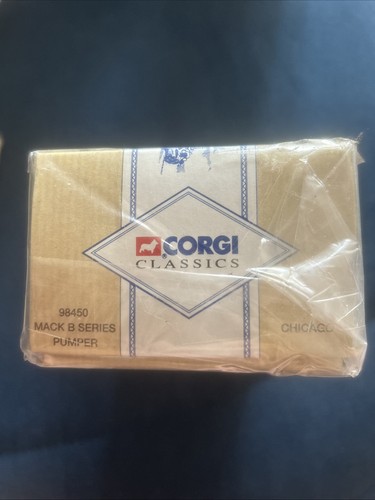 CORGI
CLASSICS
98450
MACK B SERIES
PUMPER
CHICAGO